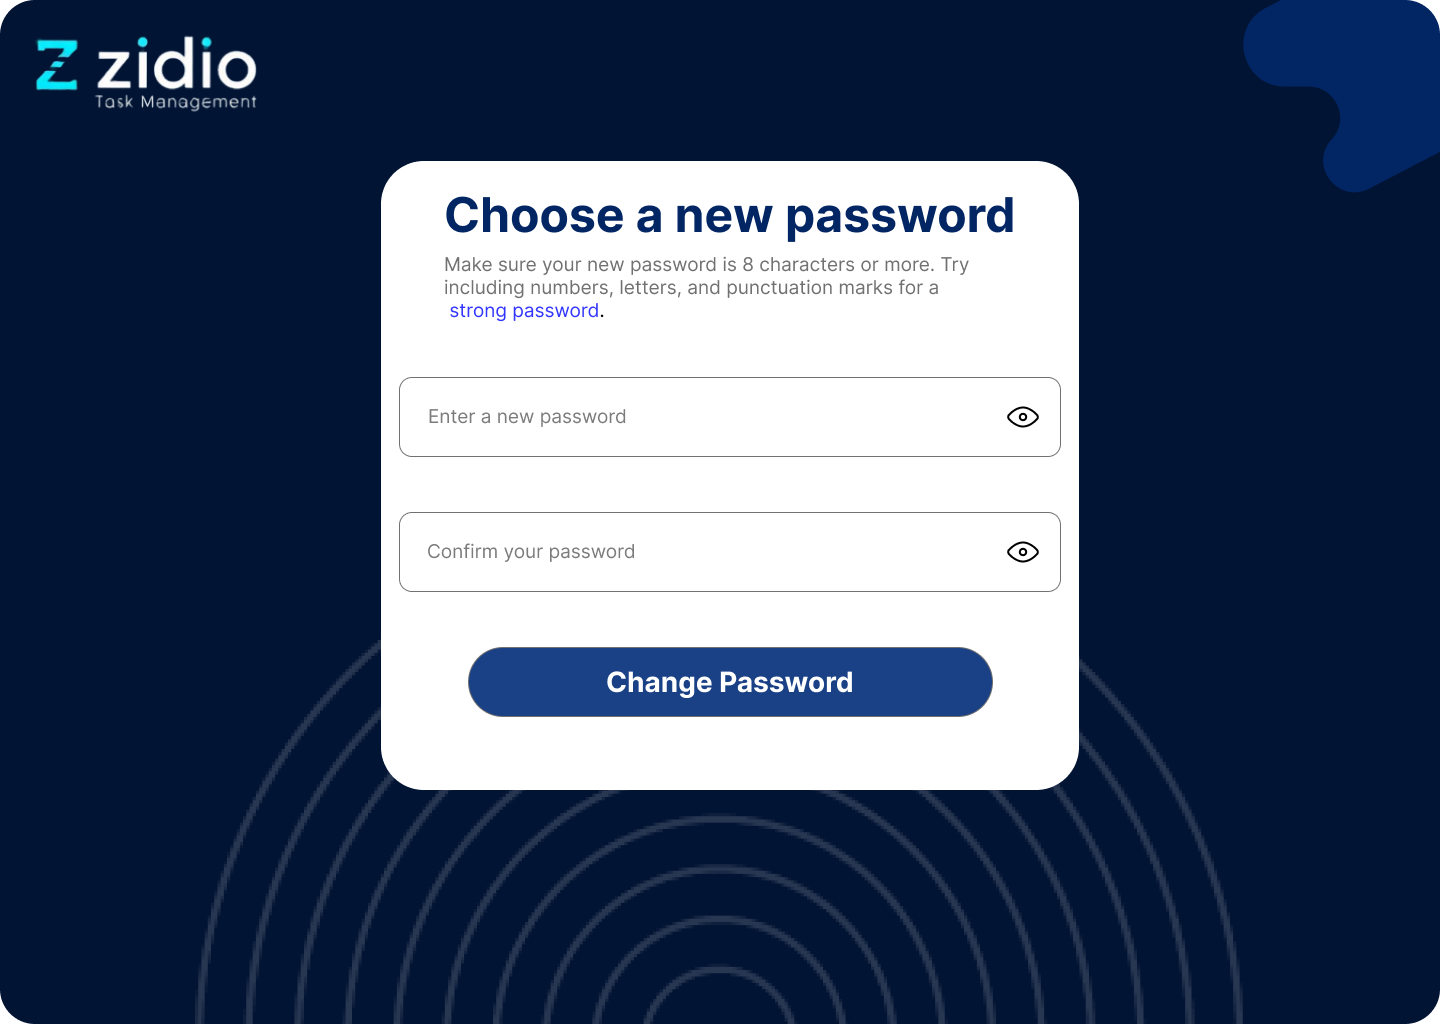 zidio
Task Management
Choose a new password
Make sure your new password is 8 characters or more. Try
including numbers, letters, and punctuation marks for a
strong password.
Enter a new password
Confirm your password
Change Password